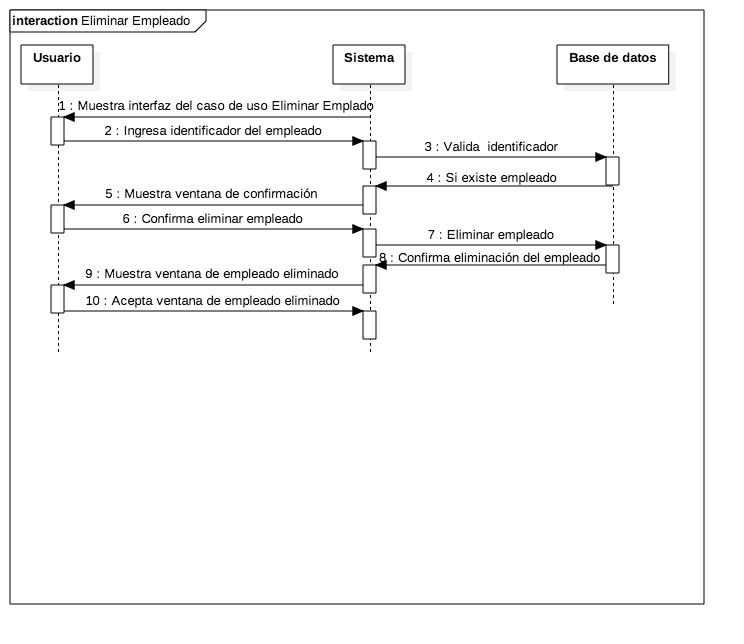 interaction Eliminar Empleado
Usuario
Sistema
Base de datos
1 : Muestra interfaz del caso de uso Eliminar Emplado
2 : Ingresa identificador del empleado
3 : Valida  identificador
4 : Si existe empleado
5 : Muestra ventana de confirmación
6 : Confirma eliminar empleado
7 : Eliminar empleado
8 : Confirma eliminación del empleado
9 : Muestra ventana de empleado eliminado
10 : Acepta ventana de empleado eliminado